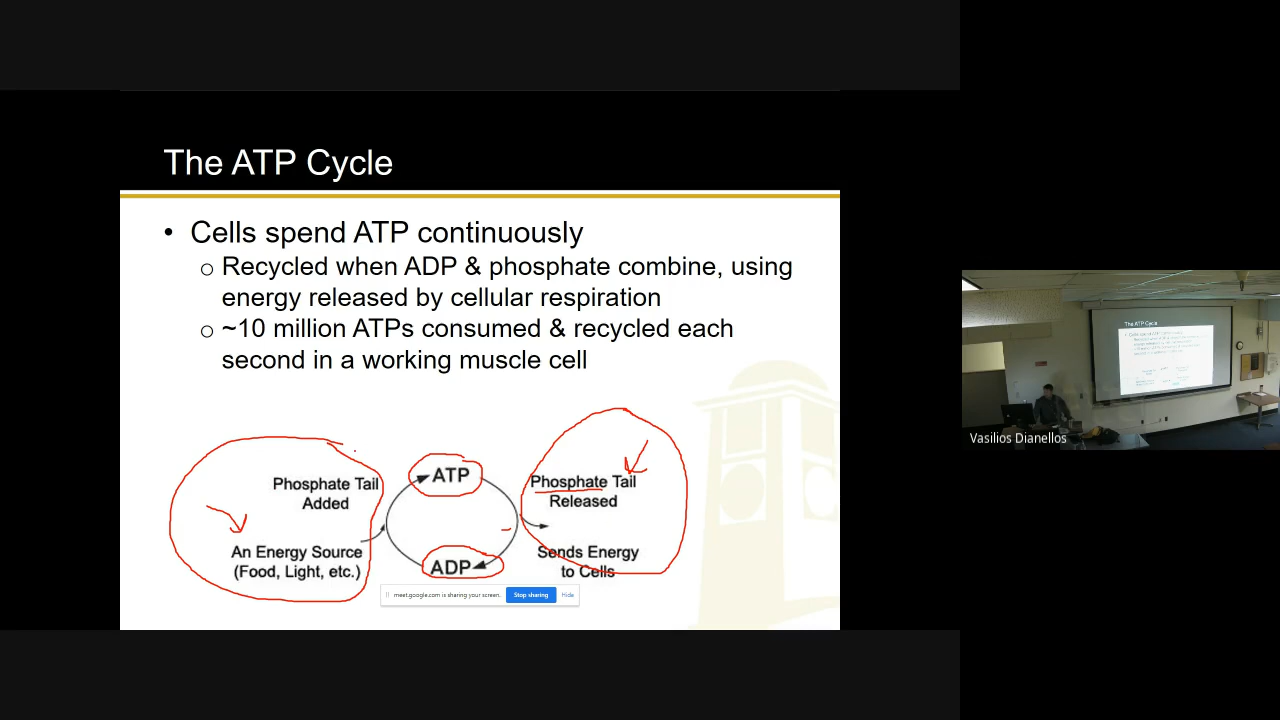 The ATP Cycle
• Cells spend ATP continuously
o Recycled when ADP & phosphate combine, using
energy released by cellular respiration
o ~10 million ATPs consumed & recycled each
second in a working muscle cell
Phosphate Tail
Added
An Energy Source
(Food, Light, etc.)
ATP
ADP
Phosphate Tail
Released
Sends Energy
to Cells
meet.google.com is sharing your screen.
Stop sharing
Hide
The ATP Cycle
Vasilios Dianellos